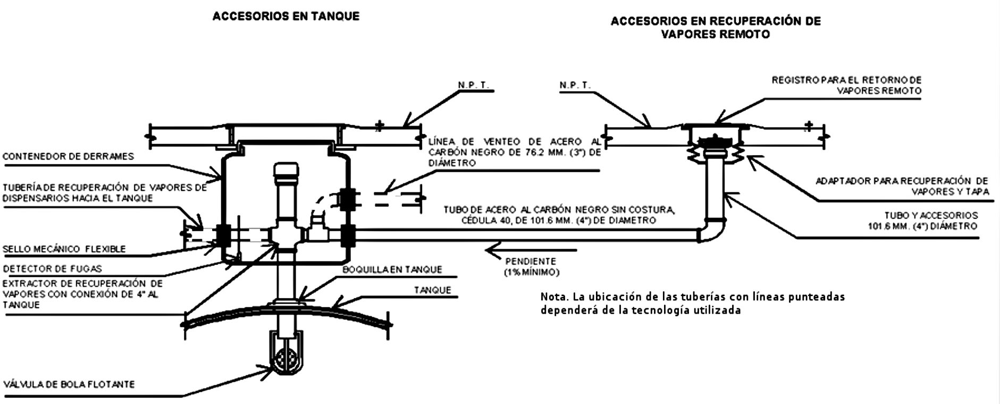 ACCESORIOS EN TANQUE
ACCESORIOS EN RECUPERACIÓN DE
VAPORES REMOTO
N.P.T.
N.P.T.
REGISTRO PARA EL RETORNO DE
VAPORES REMOTO
CONTENEDOR DE DERRAMES
LÍNEA DE VENTEO DE ACERO AL
CARBÓN NEGRO DE 76.2 MM. (3") DE
DIÁMETRO
TUBERÍA DE RECUPERACIÓN DE VAPORES DE
DISPENSARIOS HACIA EL TANQUE
ADAPTADOR PARA RECUPERACIÓN DE
VAPORES Y TAPA
TUBO DE ACERO AL CARBÓN NEGRO SIN COSTURA,
CÉDULA 40, DE 101.6 MM. (4") DE DIAMETRO
TUBO Y ACCESORIOS
101.6 MM. (4") DIÁMETRO
SELLO MECÁNICO FLEXIBLE
DETECTOR DE FUGAS
PENDIENTE
(1% MÍNIMO)
BOQUILLA EN TANQUE
EXTRACTOR DE RECUPERACIÓN DE
VAPORES CON CONEXIÓN DE 4" AL
TANQUE
TANQUE
Nota. La ubicación de las tuberías con líneas punteadas
dependerá de la tecnología utilizada
VÁLVULA DE BOLA FLOTANTE